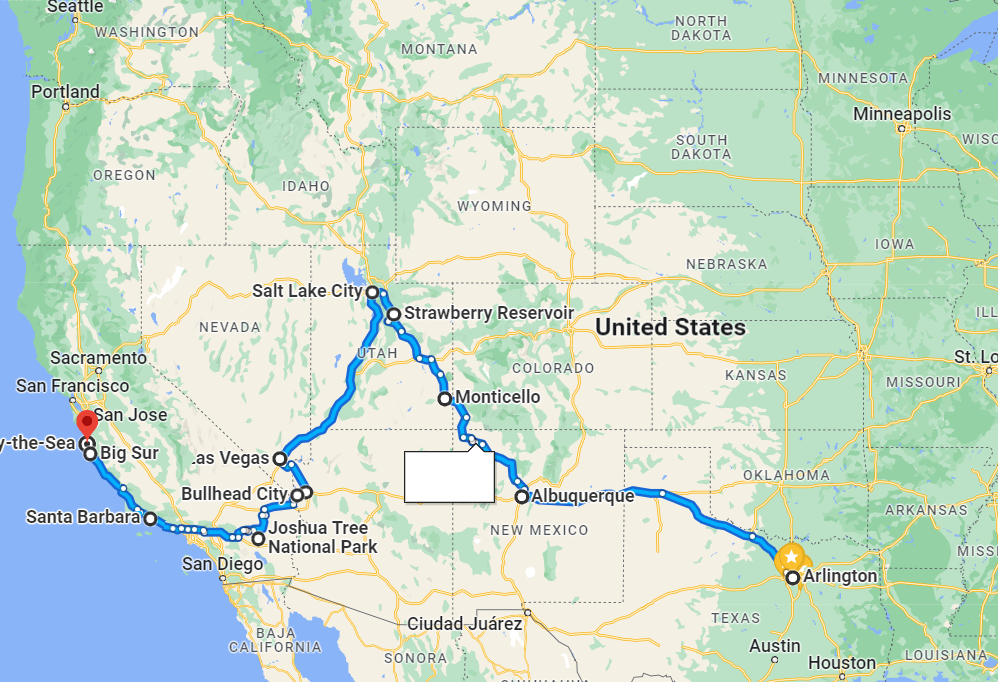 Seattle
WASHINGTON
MONTANA
NORTH
DAKOTA
MINNESOTA
Portland
Minneapolis
SOUTH
DAKOTA
WISC
OREGON
IDAHO
WYOMING
IOWA
NEBRASKA
Salt Lake City
Strawberry Reservoir
ILL
NEVADA
United States
Sacramento
UTAH
COLORADO
KANSAS
St. Lo
MISSOURI
San Francisco
Monticello
San Jose
y-the-Sea
Big Sur
as Vegas
OKLAHOMA
Bullhead City
Albuquerque
ARKANSAS
Santa Barbara
Joshua Tree
National Park
NEW MEXICO
MISSI
San Diego
Arlington
Ciudad Juárez
TEXAS
BAJA
CALIFORNIA
SONORA
Austin
Houston
LOUISIANA